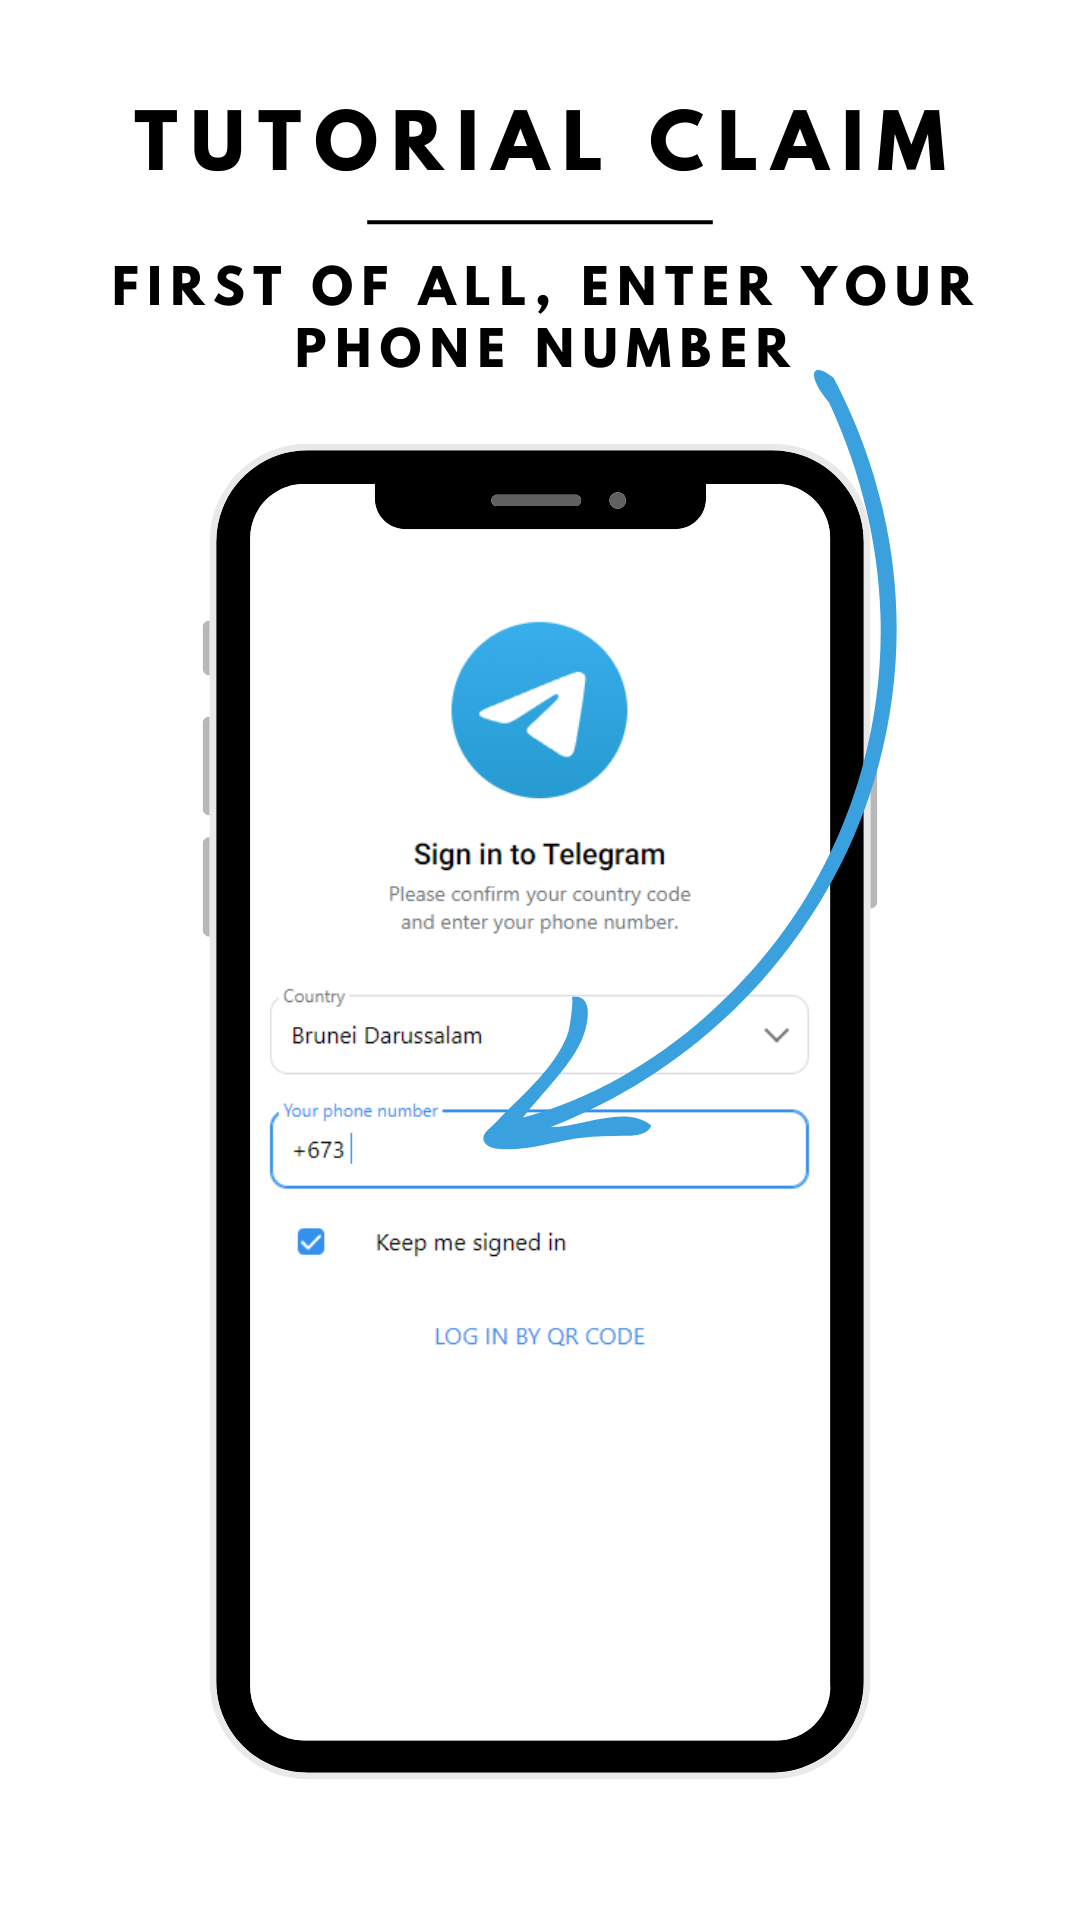 TUTORIAL CLAIM
FIRST OF ALL, ENTER YOUR
PHONE NUMBER
Sign in to Telegram
Please confirm your country code
and enter your phone number.
Country
Brunei Darussalam
Your phone number
+673
Keep me signed in
LOG IN BY QR CODE